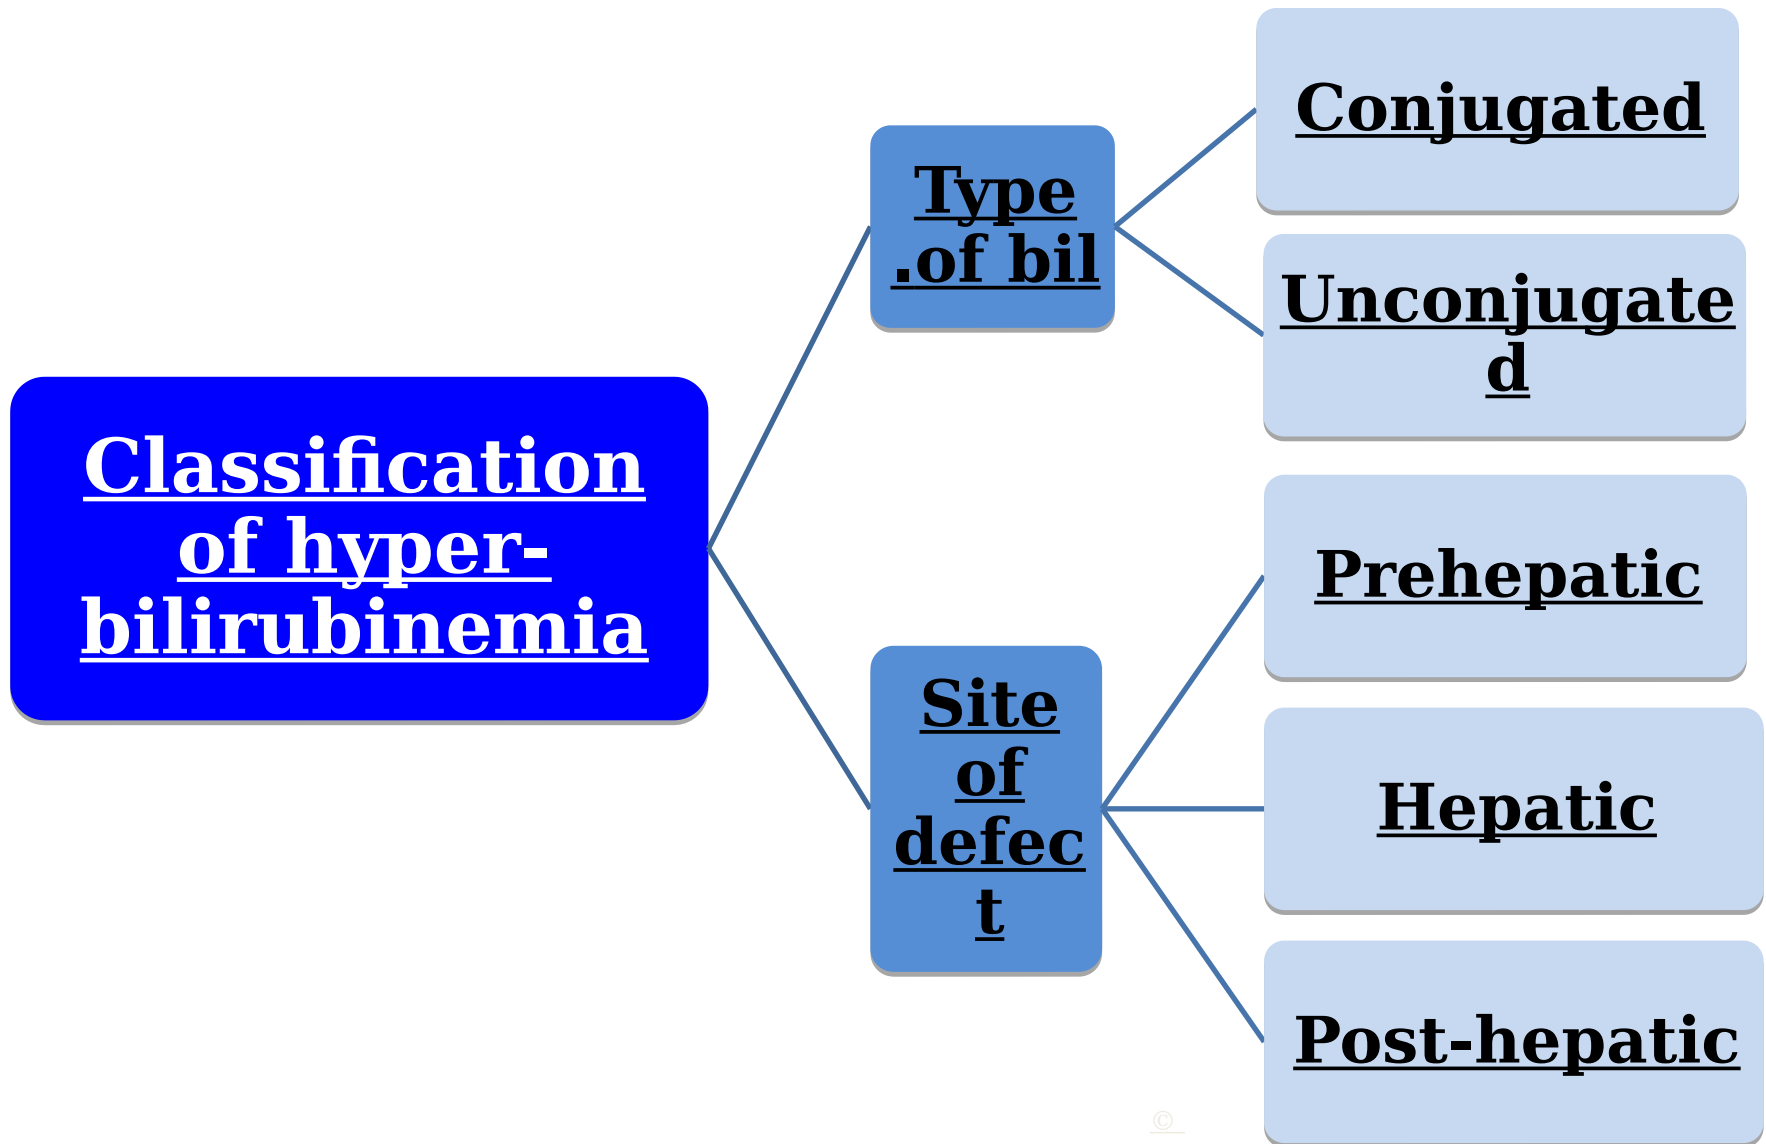 Classification
of hyper-
bilirubinemia
Type
.of bil
Conjugated
Unconjugate
d
Site
of
defec
t
Prehepatic
Hepatic
Post-hepatic
©